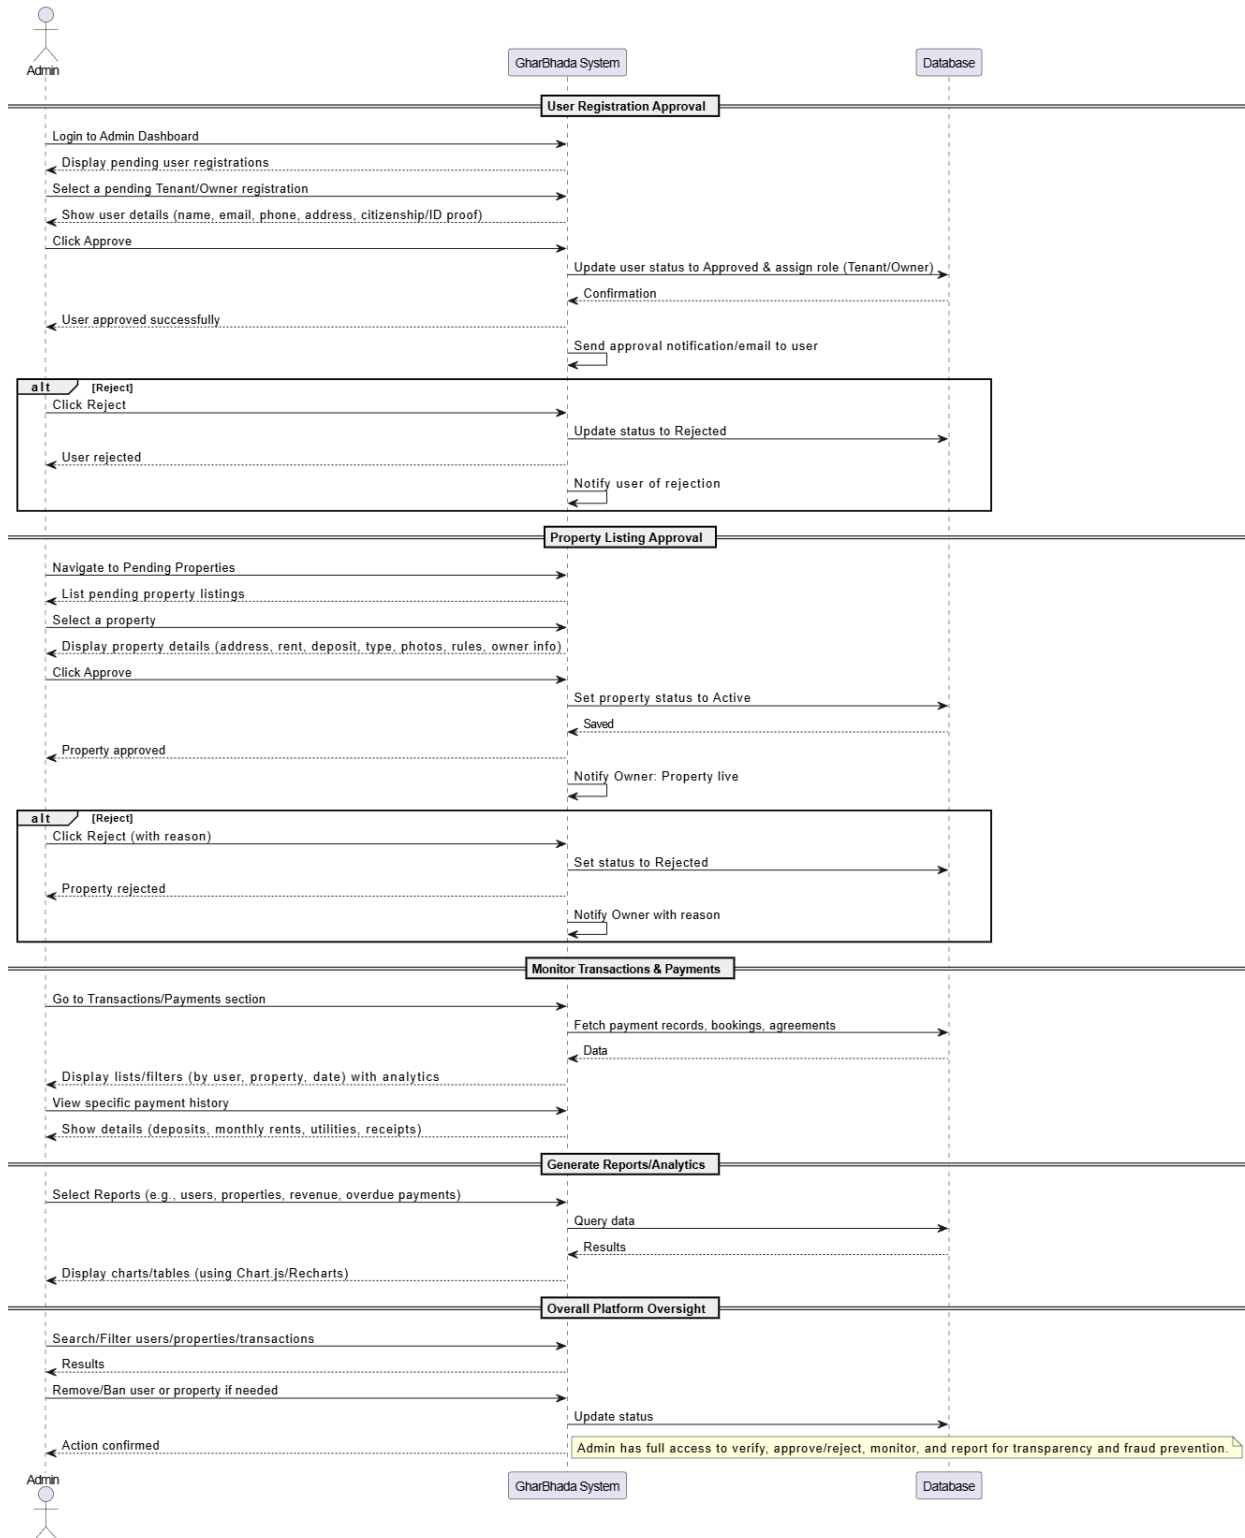 Admin
GharBhada System
Database
User Registration Approval
Login to Admin Dashboard
Display pending user registrations
Select a pending Tenant/Owner registration
Show user details (name, email, phone, address, citizenship/ID proof)
Click Approve
Update user status to Approved & assign role (Tenant/Owner)
Confirmation
User approved successfully
Send approval notification/email to user
alt [Reject]
Click Reject
Update status to Rejected
User rejected
Notify user of rejection
Property Listing Approval
Navigate to Pending Properties
List pending property listings
Select a property
Display property details (address, rent, deposit, type, photos, rules, owner info)
Click Approve
Set property status to Active
Saved
Property approved
Notify Owner: Property live
alt [Reject]
Click Reject (with reason)
Set status to Rejected
Property rejected
Notify Owner with reason
Monitor Transactions & Payments
Go to Transactions/Payments section
Fetch payment records, bookings, agreements
Data
Display lists/filters (by user, property, date) with analytics
View specific payment history
Show details (deposits, monthly rents, utilities, receipts)
Generate Reports/Analytics
Select Reports (e.g., users, properties, revenue, overdue payments)
Query data
Results
Display charts/tables (using Chart.js/Recharts)
Overall Platform Oversight
Search/Filter users/properties/transactions
Results
Remove/Ban user or property if needed
Update status
Action confirmed
Admin has full access to verify, approve/reject, monitor, and report for transparency and fraud prevention.
Admin
GharBhada System
Database